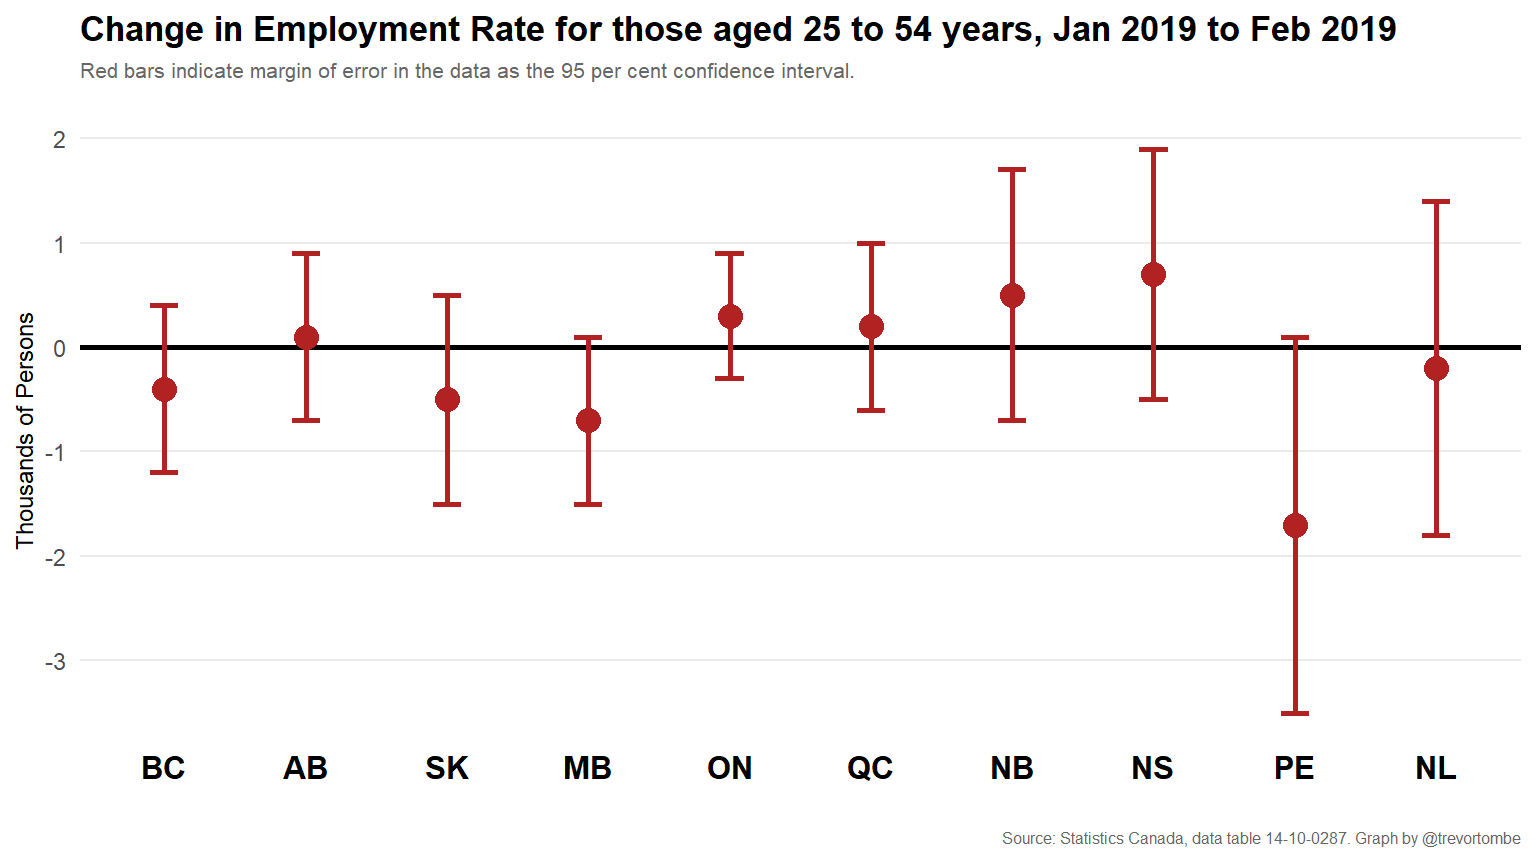 Change in Employment Rate for those aged 25 to 54 years, Jan 2019 to Feb 2019
Red bars indicate margin of error in the data as the 95 per cent confidence interval.
Thousands of Persons
2
1
0
-1
-2
-3
BC AB SK MB ON QC NB NS PE NL
Source: Statistics Canada, data table 14-10-0287. Graph by @trevortombe